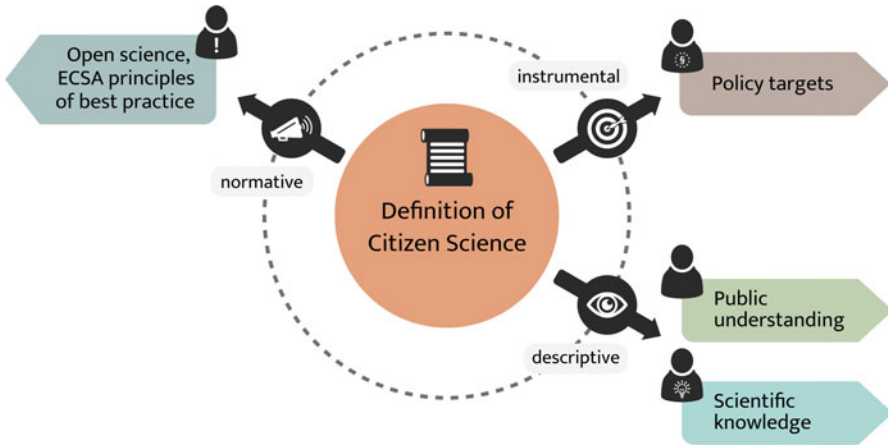 Open science,
ECSA principles
of best practice
!
instrumental
§
Policy targets
normative
Definition of
Citizen Science
Public
understanding
descriptive
Scientific
knowledge